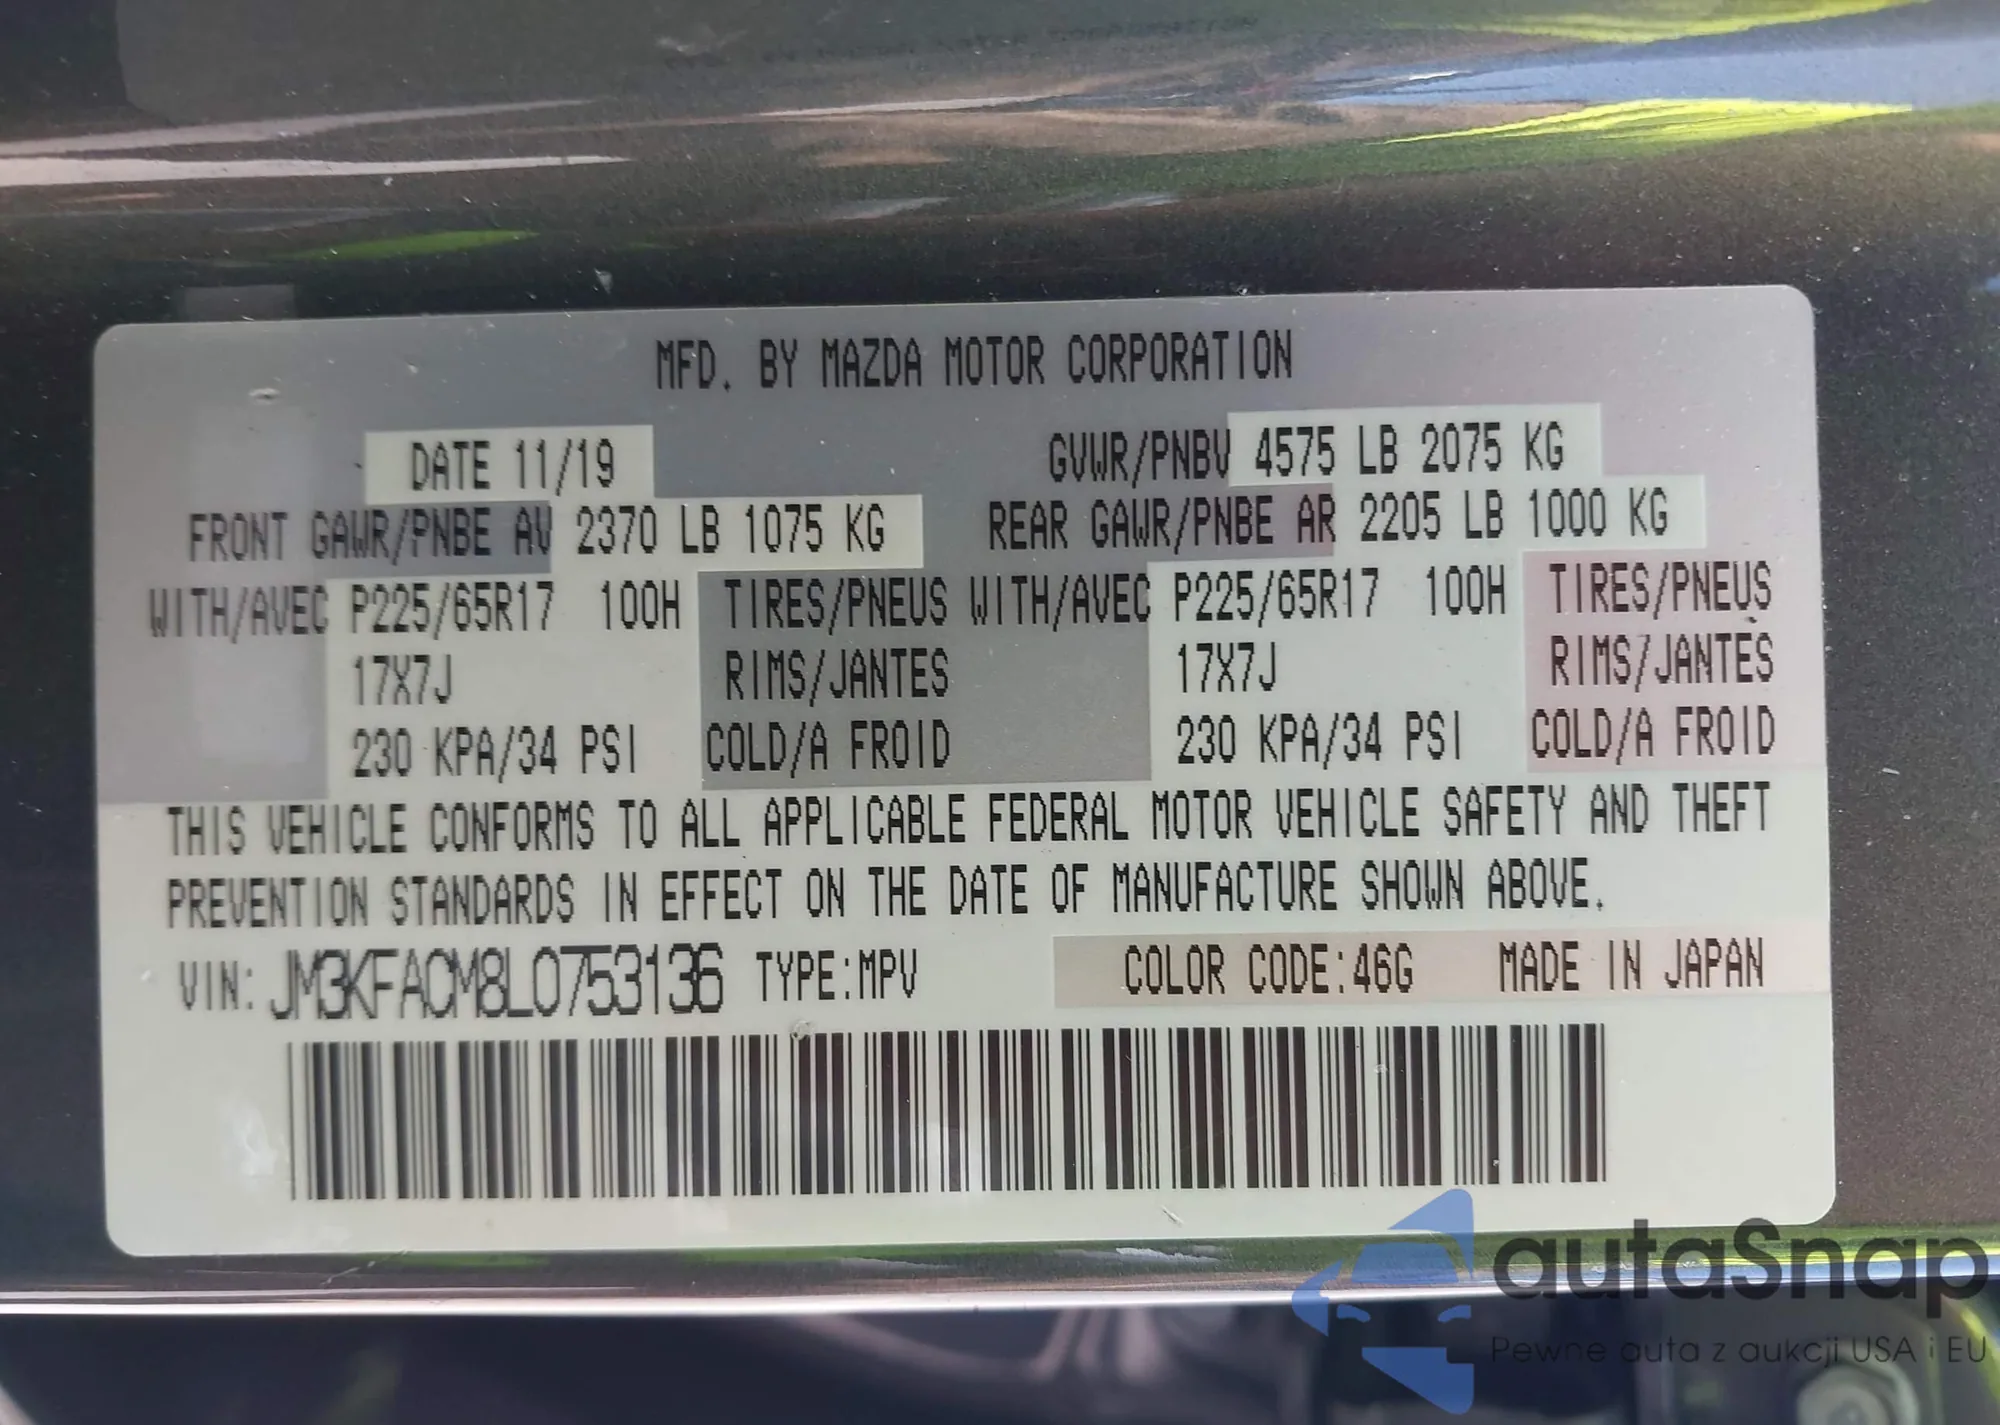 MFD. BY MAZDA MOTOR CORPORATION
DATE 11/19 GVWR/PNBV 4575 LB 2075 KG
FRONT GAWR/PNBE AV 2370 LB 1075 KG REAR GAWR/PNBE AR 2205 LB 1000 KG
WITH/AVEC P225/65R17 100H TIRES/PNEUS WITH/AVEC P225/65R17 100H TIRES/PNEUS
17X7J RIMS/JANTES 17X7J RIMS/JANTES
230 KPA/34 PSI COLD/A FROID 230 KPA/34 PSI COLD/A FROID
THIS VEHICLE CONFORMS TO ALL APPLICABLE FEDERAL MOTOR VEHICLE SAFETY AND THEFT
PREVENTION STANDARDS IN EFFECT ON THE DATE OF MANUFACTURE SHOWN ABOVE.
VIN: JM3KFACM8L0753136 TYPE:MPV COLOR CODE:46G MADE IN JAPAN
autaSnap
Pewne auta z aukcji USA i EU